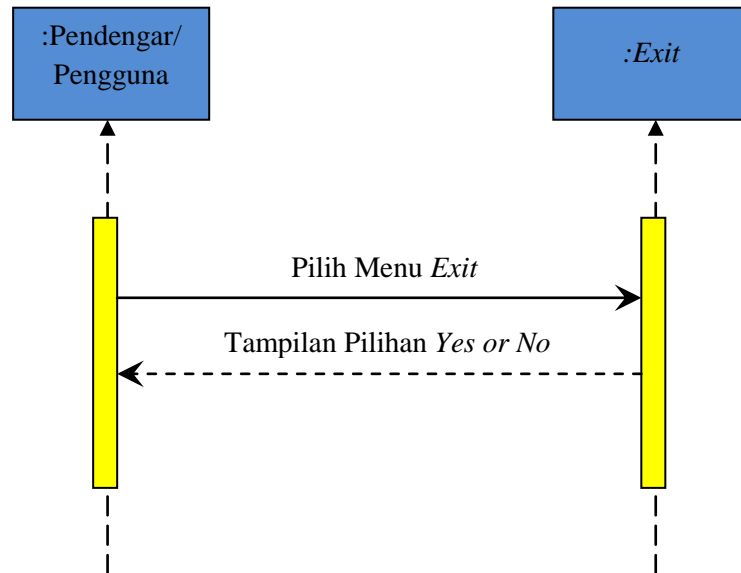 :Pendengar/
Pengguna
:Exit
Pilih Menu Exit
Tampilan Pilihan Yes or No